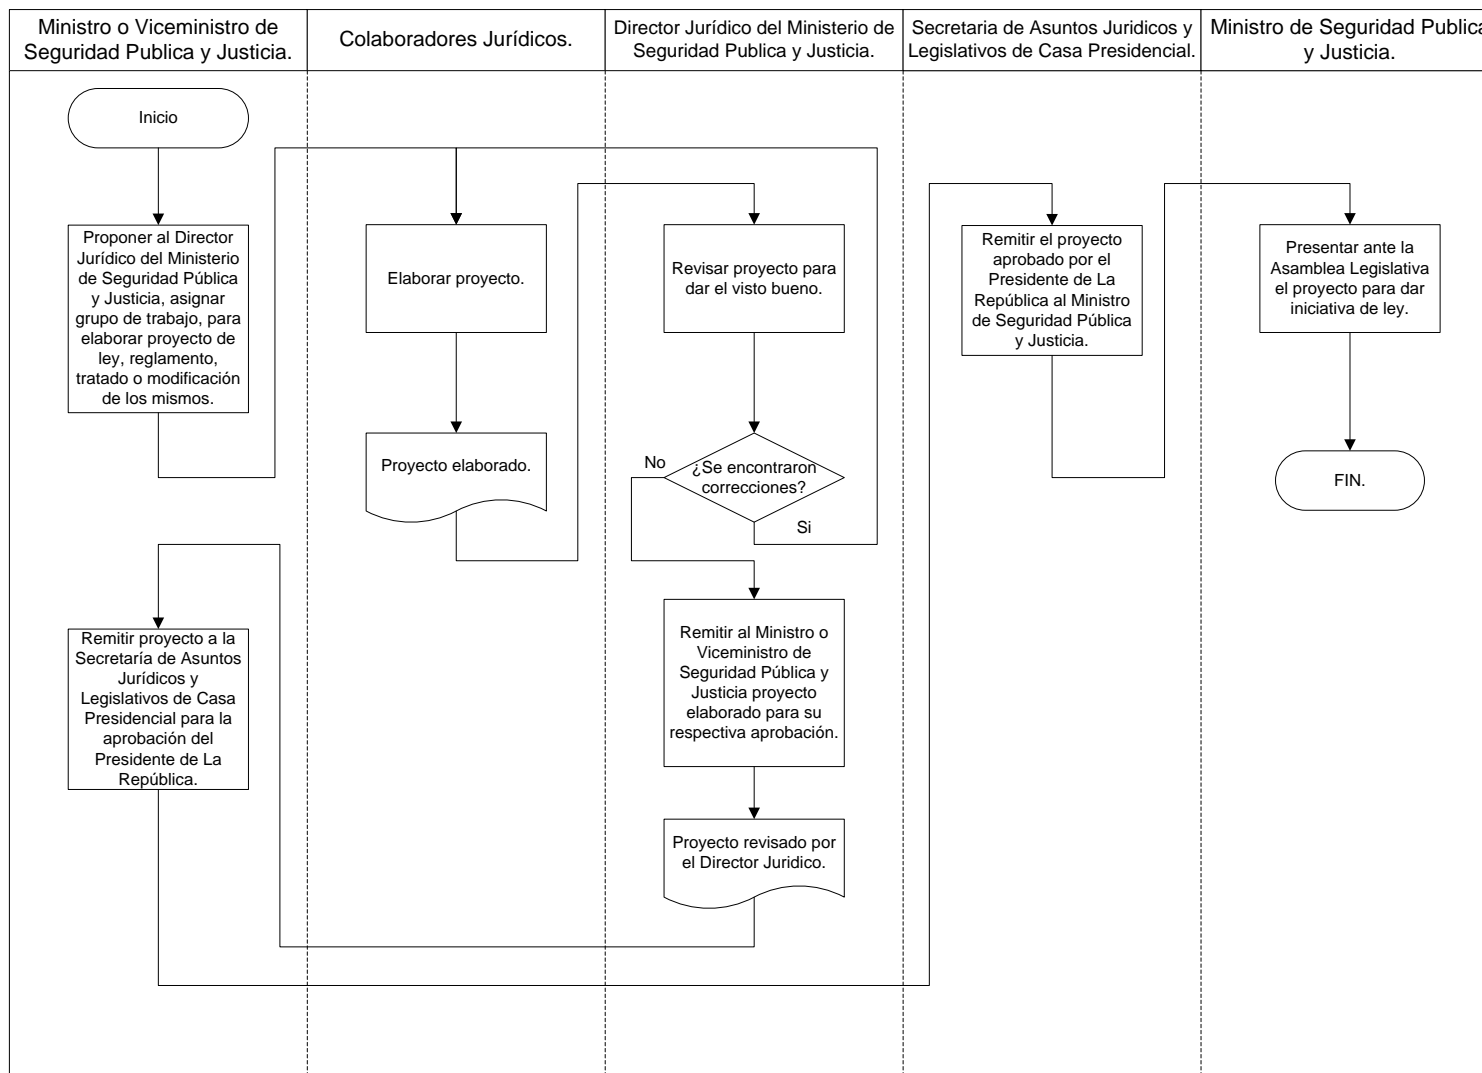 Ministro o Viceministro de
Seguridad Publica y Justicia.
Colaboradores Jurídicos.
Director Jurídico del Ministerio de
Seguridad Publica y Justicia.
Secretaria de Asuntos Juridicos y
Legislativos de Casa Presidencial.
Ministro de Seguridad Publica
y Justicia.
Inicio
Proponer al Director
Jurídico del Ministerio
de Seguridad Pública
y Justicia, asignar
grupo de trabajo, para
elaborar proyecto de
ley, reglamento,
tratado o modificación
de los mismos.
Elaborar proyecto.
Proyecto elaborado.
Revisar proyecto para
dar el visto bueno.
¿Se encontraron
correcciones?
No
Si
Remitir al Ministro o
Viceministro de
Seguridad Pública y
Justicia proyecto
elaborado para su
respectiva aprobación.
Proyecto revisado por
el Director Juridico.
Remitir proyecto a la
Secretaría de Asuntos
Jurídicos y
Legislativos de Casa
Presidencial para la
aprobación del
Presidente de La
República.
Remitir el proyecto
aprobado por el
Presidente de La
República al Ministro
de Seguridad Pública
y Justicia.
Presentar ante la
Asamblea Legislativa
el proyecto para dar
iniciativa de ley.
FIN.